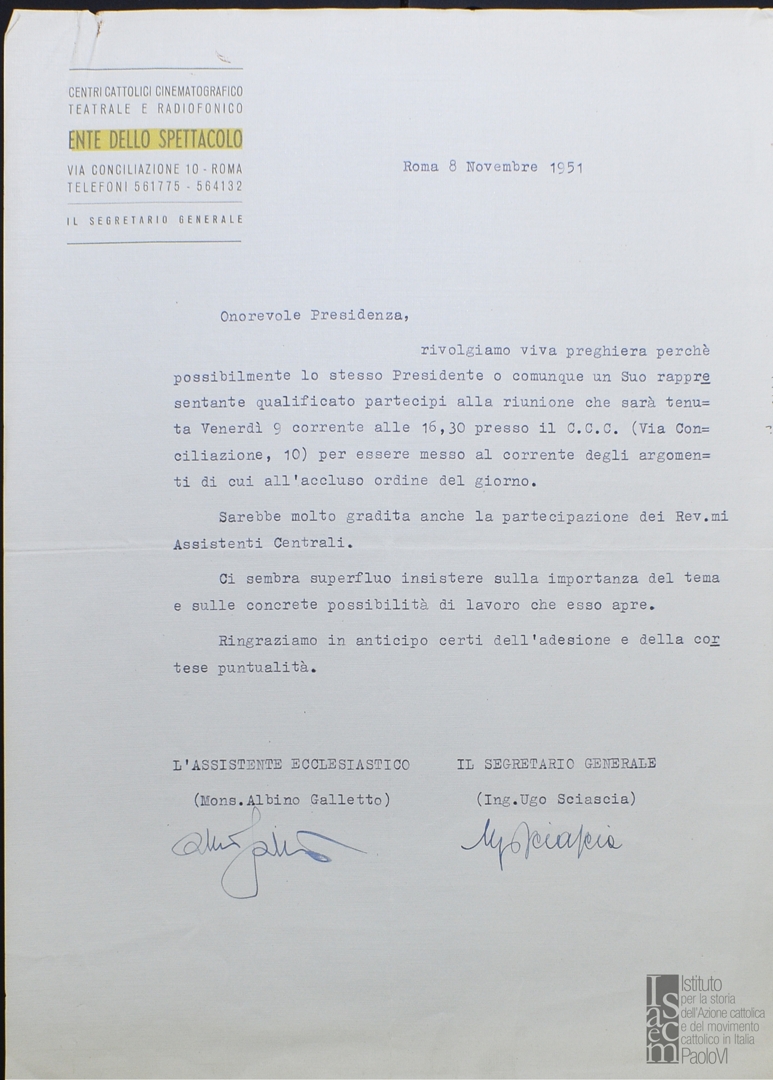 CENTRI CATTOLICI CINEMATOGRAFICO
TEATRALE E RADIOFONICO
ENTE DELLO SPETTACOLO
VIA CONCILIAZIONE 10 - ROMA
TELEFONI 561775 - 564132
IL SEGRETARIO GENERALE
Roma 8 Novembre 1951
Onorevole Presidenza,
rivolgiamo viva preghiera perchè
possibilmente lo stesso Presidente o comunque un Suo rappre
sentante qualificato partecipi alla riunione che sarà tenu=
ta Venerdì 9 corrente alle 16,30 presso il C.C.C. (Via Con=
ciliazione, 10) per essere messo al corrente degli argomen=
ti di cui all'accluso ordine del giorno.
Sarebbe molto gradita anche la partecipazione dei Rev.mi
Assistenti Centrali.
Ci sembra superfluo insistere sulla importanza del tema
e sulle concrete possibilità di lavoro che esso apre.
Ringraziamo in anticipo certi dell'adesione e della cor
tese puntualità.
L'ASSISTENTE ECCLESIASTICO
(Mons.Albino Galletto)
IL SEGRETARIO GENERALE
(Ing.Ugo Sciascia)
Ugo Sciascia
Isacem
Istituto
per la storia
dell'Azione cattolica
e del movimento
cattolico in Italia
PaoloVI